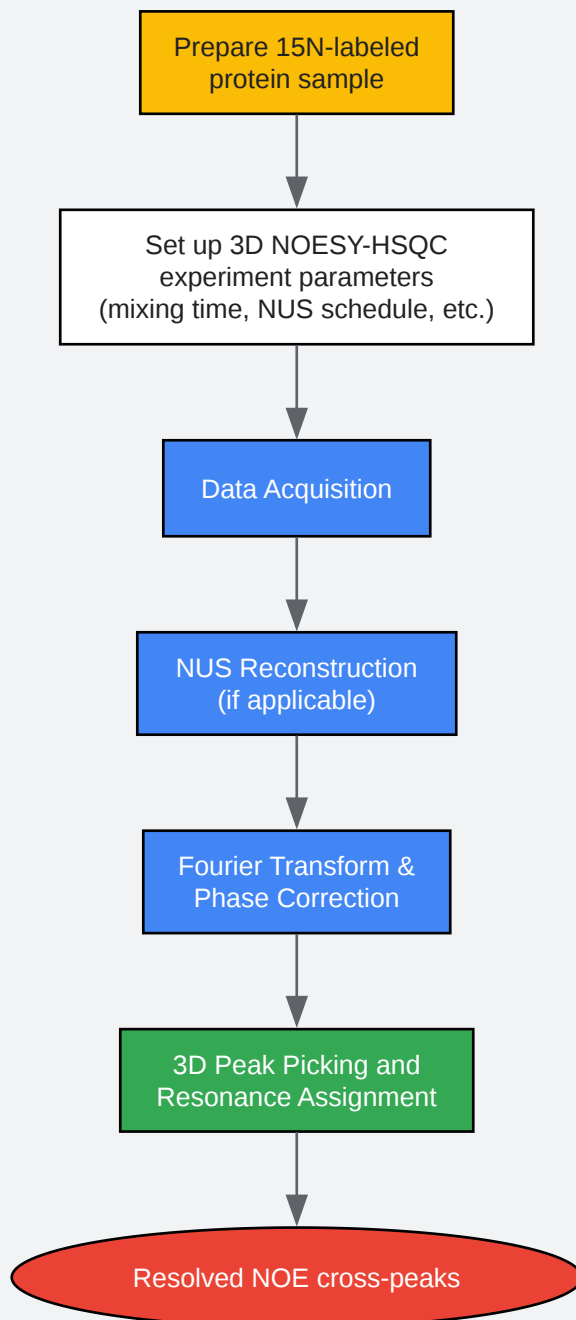 Prepare 15N-labeled
protein sample
Set up 3D NOESY-HSQC
experiment parameters
(mixing time, NUS schedule, etc.)
Data Acquisition
NUS Reconstruction
(if applicable)
Fourier Transform &
Phase Correction
3D Peak Picking and
Resonance Assignment
Resolved NOE cross-peaks